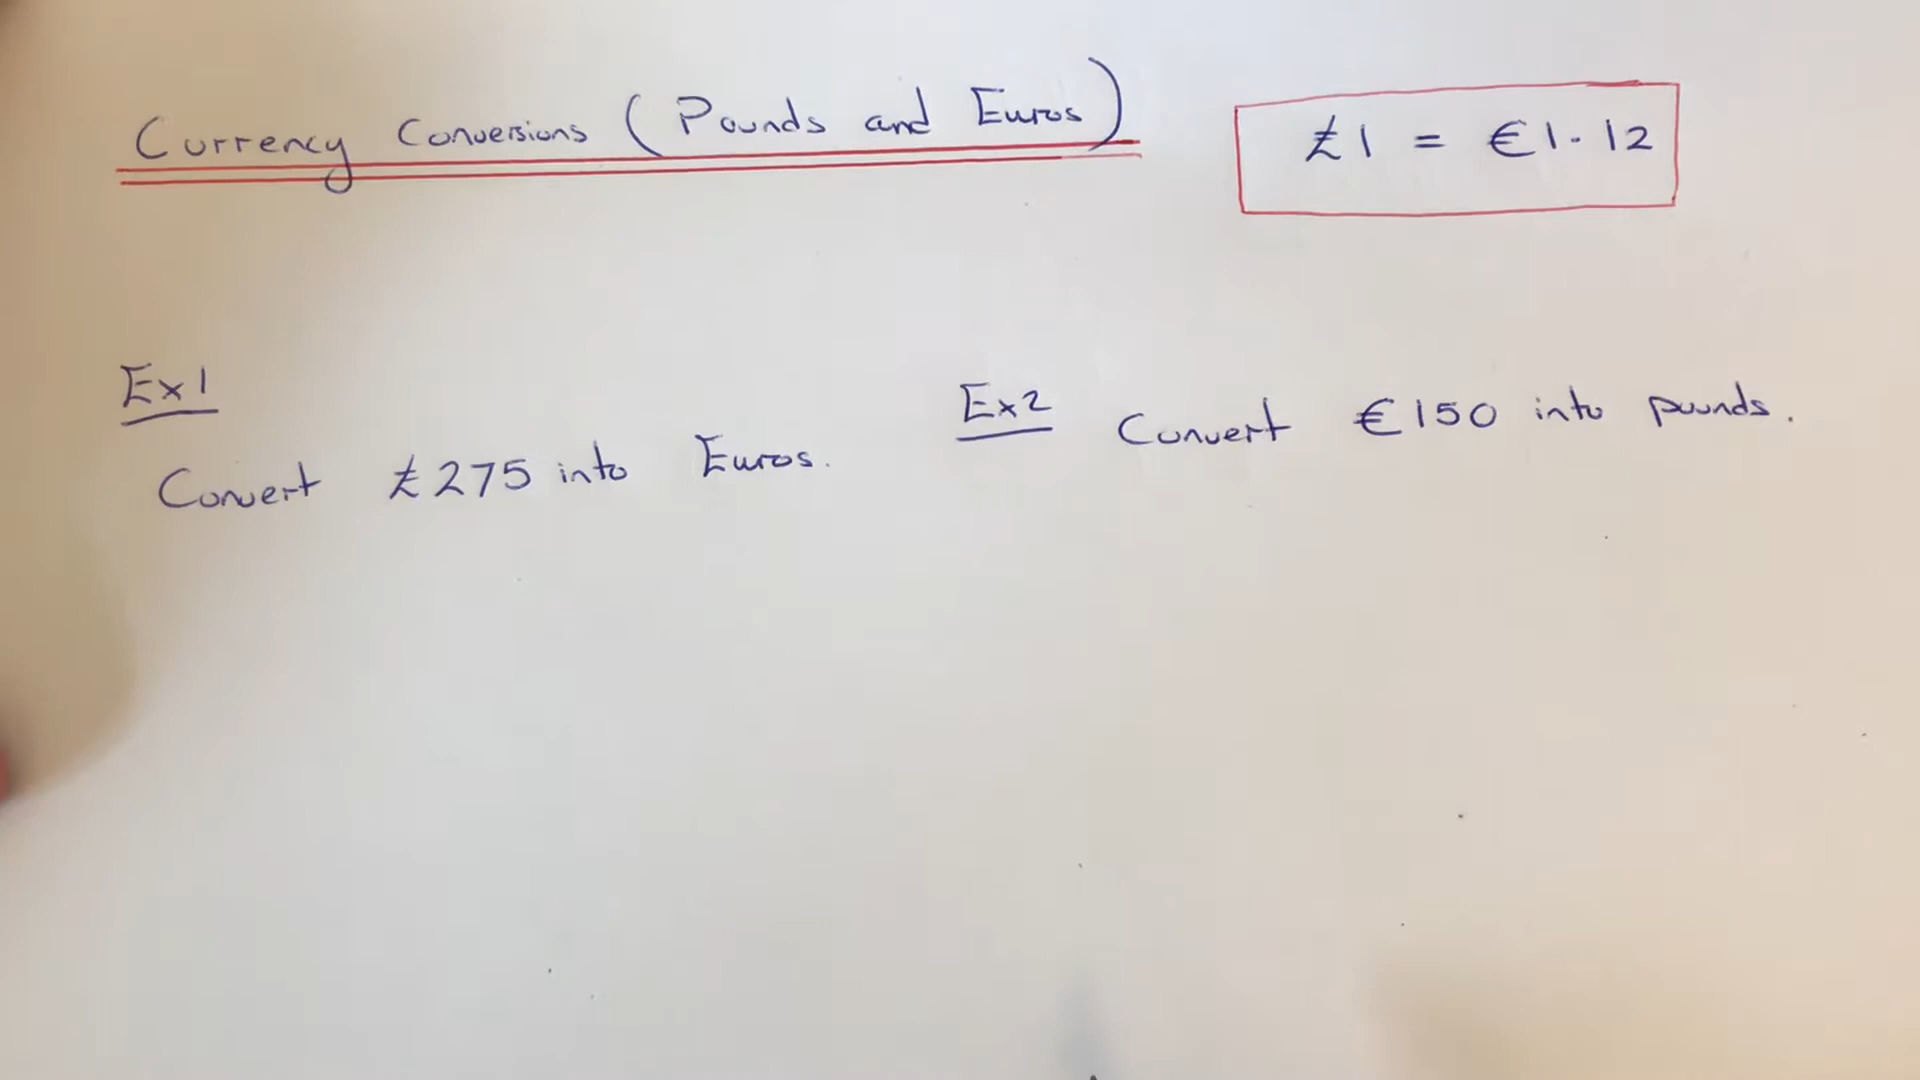 Currency Conversions (Pounds and Euros)
£1 = €1.12
Ex1
Convert £275 into Euros.
Ex2 Convert €150 into pounds.